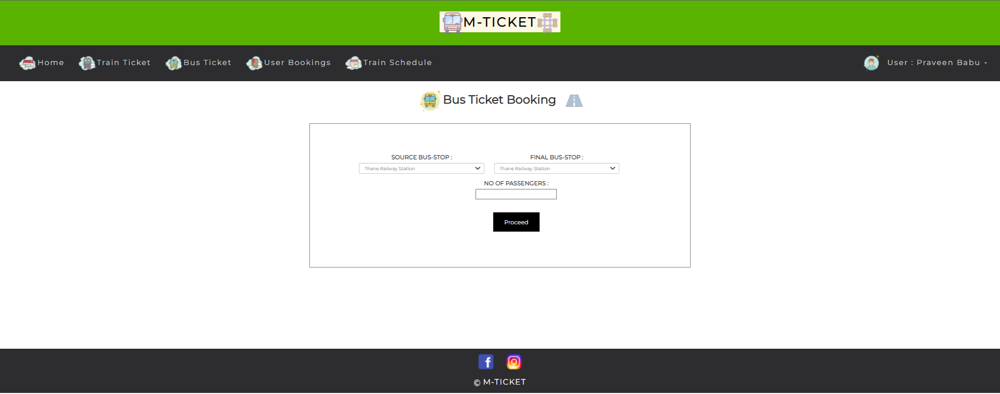 M-TICKET
Home Train Ticket Bus Ticket User Bookings Train Schedule User : Praveen Babu
Bus Ticket Booking
SOURCE BUS-STOP : FINAL BUS-STOP :
Thane Railway Station Thane Railway Station
NO OF PASSENGERS :
Proceed
© M-TICKET